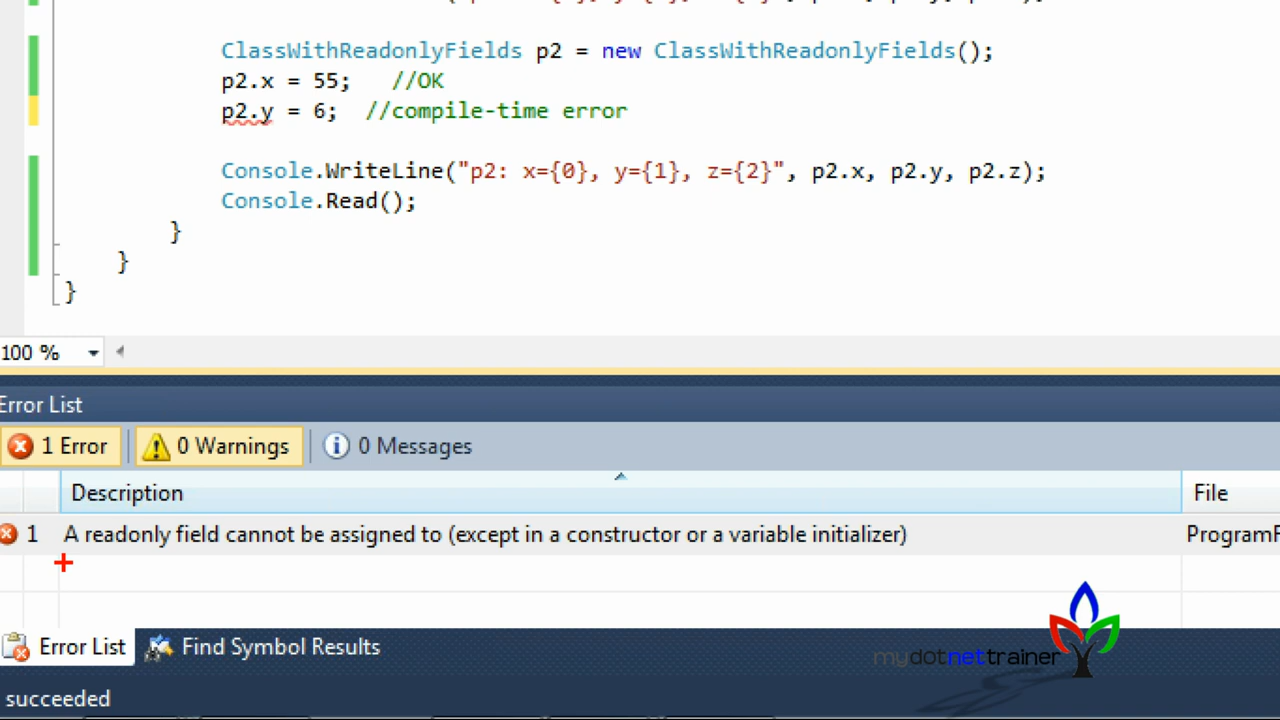 ClassWithReadonlyFields p2 = new ClassWithReadonlyFields();
p2.x = 55; //OK
p2.y = 6; //compile-time error
Console.WriteLine("p2: x={0}, y={1}, z={2}", p2.x, p2.y, p2.z);
Console.Read();
}
}
}
100 %
Error List
1 Error 0 Warnings 0 Messages
Description File
1 A readonly field cannot be assigned to (except in a constructor or a variable initializer)
Error List Find Symbol Results
mydotnettrainer
succeeded